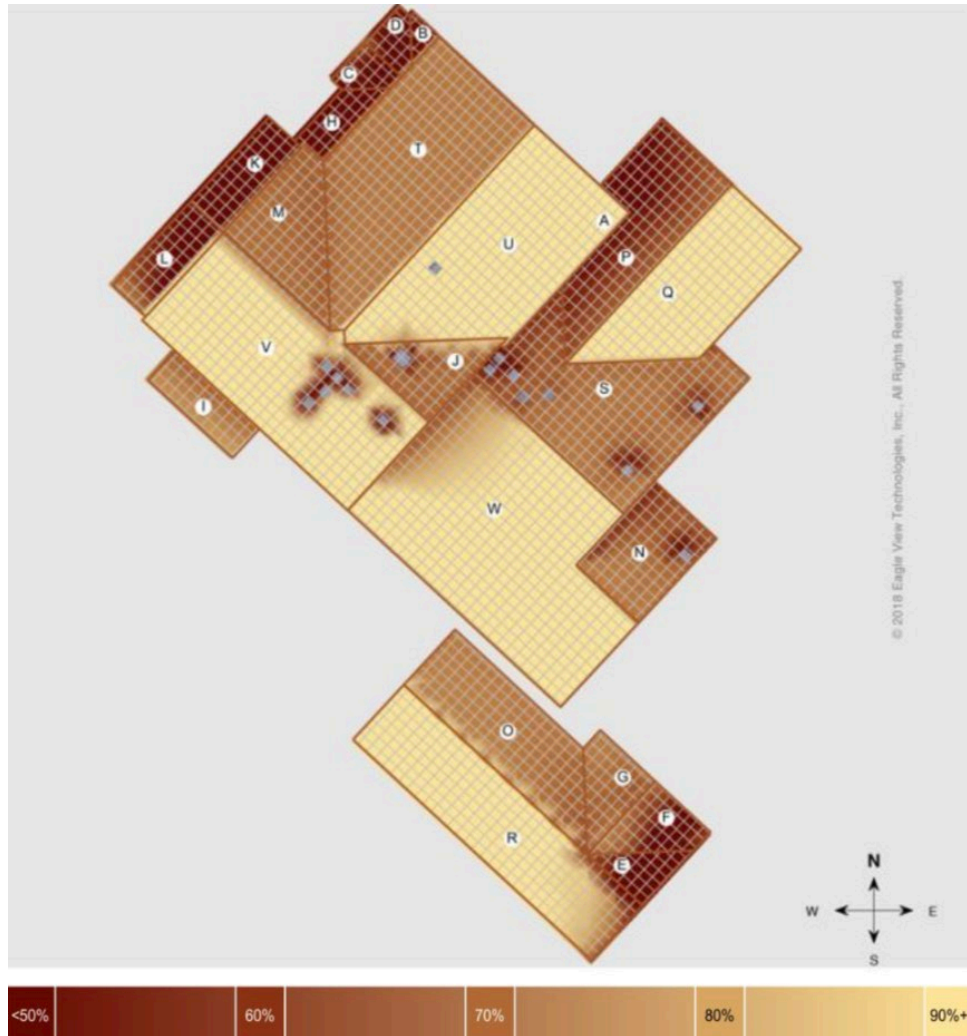 D
B
C
H
K
T
M
A
U
P
L
Q
V
J
S
I
W
N
O
G
F
R
E
© 2018 Eagle View Technologies, Inc., All Rights Reserved.
N
W E
S
<50% 60% 70% 80% 90%+